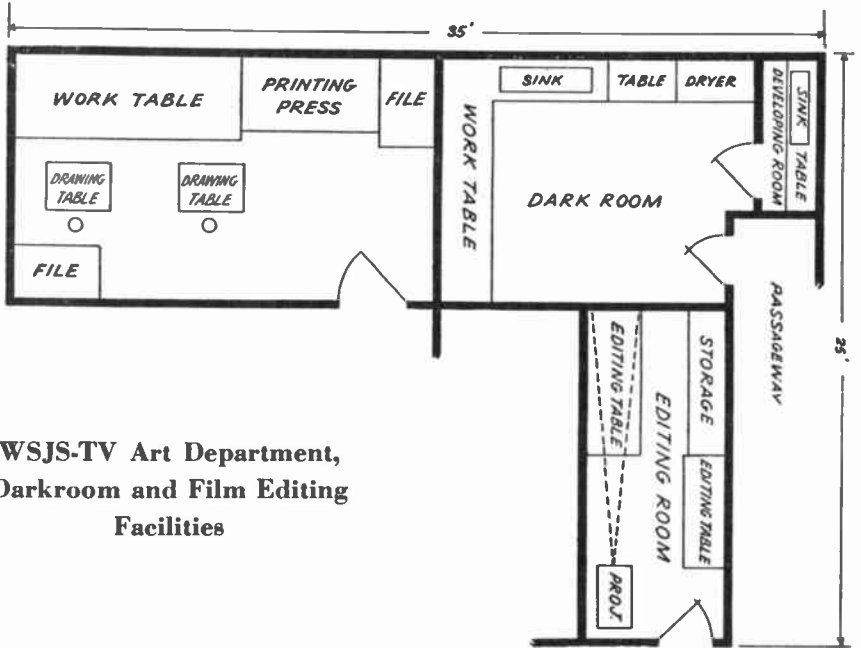 35'
WORK TABLE
PRINTING
PRESS
FILE
DRAWING
TABLE
DRAWING
TABLE
FILE
WORK TABLE
SINK
TABLE
DRYER
DARK ROOM
DEVELOPING ROOM
SINK
TABLE
PASSAGEWAY
25'
EDITING TABLE
EDITING ROOM
STORAGE
EDITING TABLE
PROJ.
WSJS-TV Art Department,
Darkroom and Film Editing
Facilities